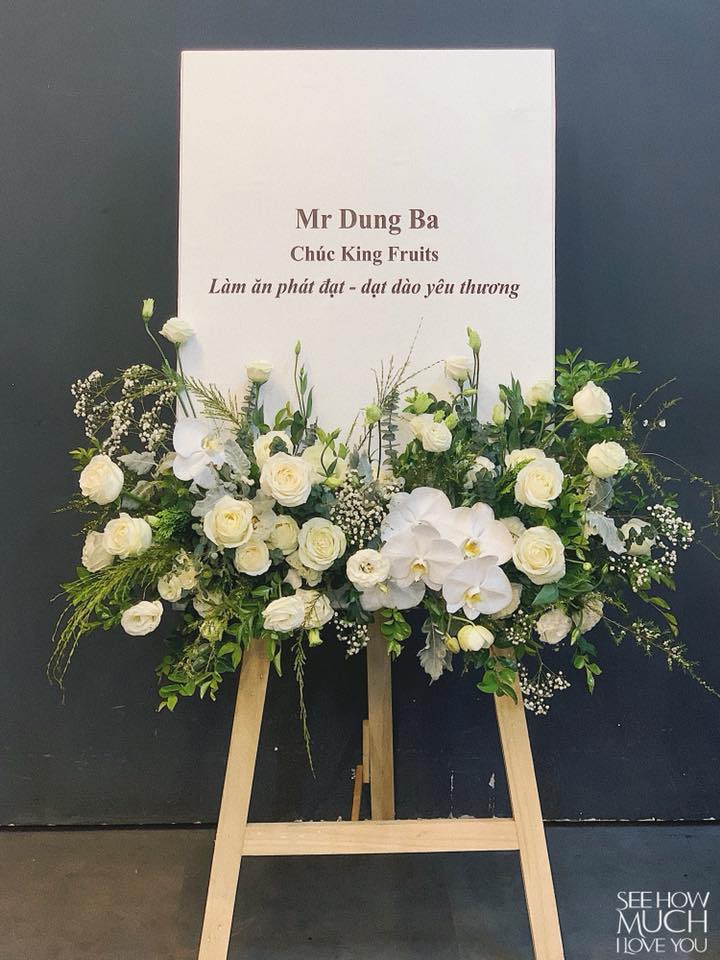 Mr Dung Ba
Chúc King Fruits
Làm ăn phát đạt - dạt dào yêu thương
SEE HOW
MUCH
I LOVE YOU